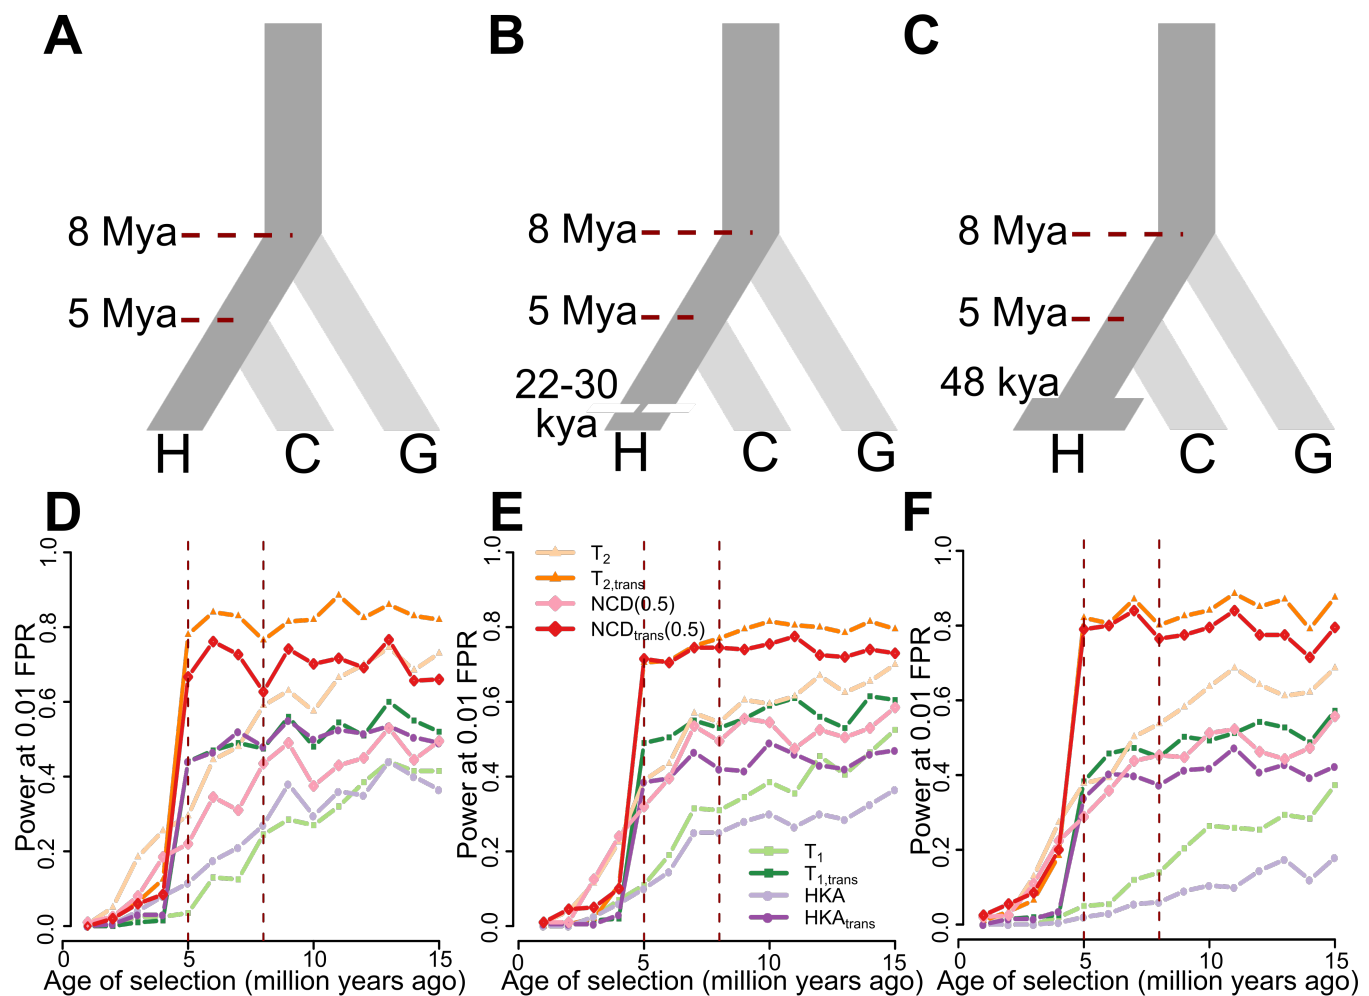 A
B
C
8 Mya
8 Mya
8 Mya
5 Mya
5 Mya
5 Mya
22-30
kya
48 kya
H C G
H C G
H C G
D
E
F
Power at 0.01 FPR
0.0 0.2 0.4 0.6 0.8 1.0
0 5 10 15
Age of selection (million years ago)
Power at 0.01 FPR
0.0 0.2 0.4 0.6 0.8 1.0
T2
T2,trans
NCD(0.5)
NCDtrans(0.5)
T1
T1,trans
HKA
HKAtrans
0 5 10 15
Age of selection (million years ago)
Power at 0.01 FPR
0.0 0.2 0.4 0.6 0.8 1.0
0 5 10 15
Age of selection (million years ago)